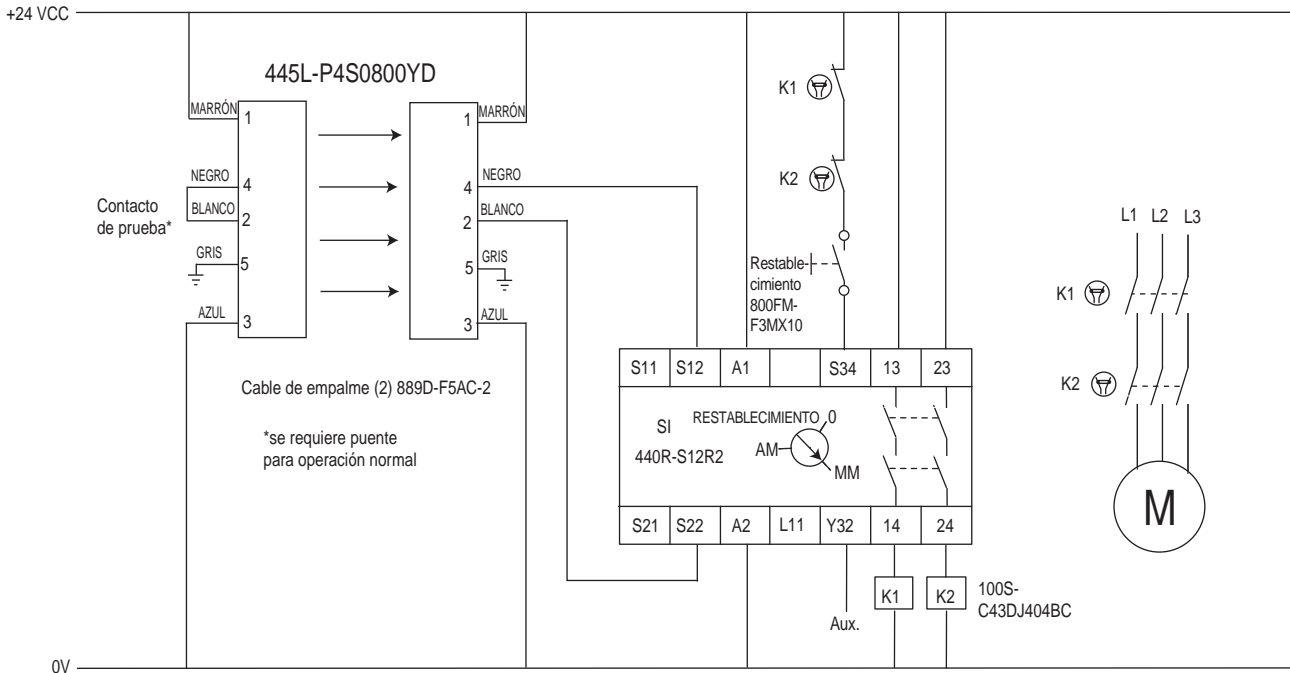 +24 VCC
445L-P4S0800YD
MARRÓN
1
NEGRO
4
BLANCO
2
GRIS
5
AZUL
3
Contacto
de prueba*
1
MARRÓN
4
NEGRO
2
BLANCO
5
GRIS
3
AZUL
Cable de empalme (2) 889D-F5AC-2
*se requiere puente
para operación normal
K1
K2
Restable-
cimiento
800FM-
F3MX10
S11
S12
A1
S34
13
23
SI
440R-S12R2
RESTABLECIMIENTO
0
AM
MM
S21
S22
A2
L11
Y32
14
24
Aux.
K1
K2
100S-
C43DJ404BC
L1
L2
L3
K1
K2
M
0V